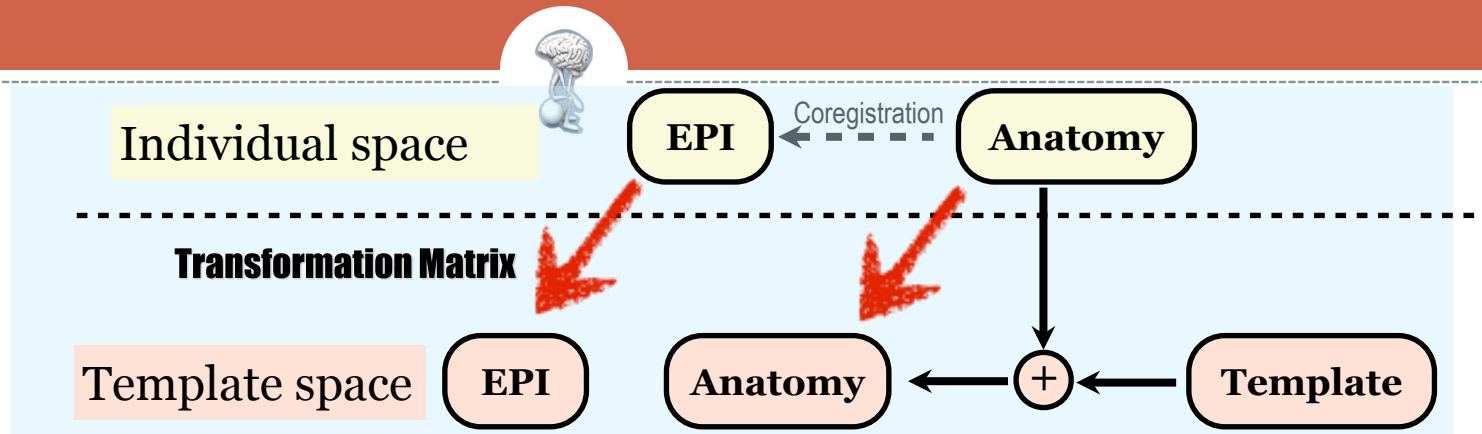 Individual space
EPI
Coregistration
Anatomy
Transformation Matrix
Template space
EPI
Anatomy
+
Template